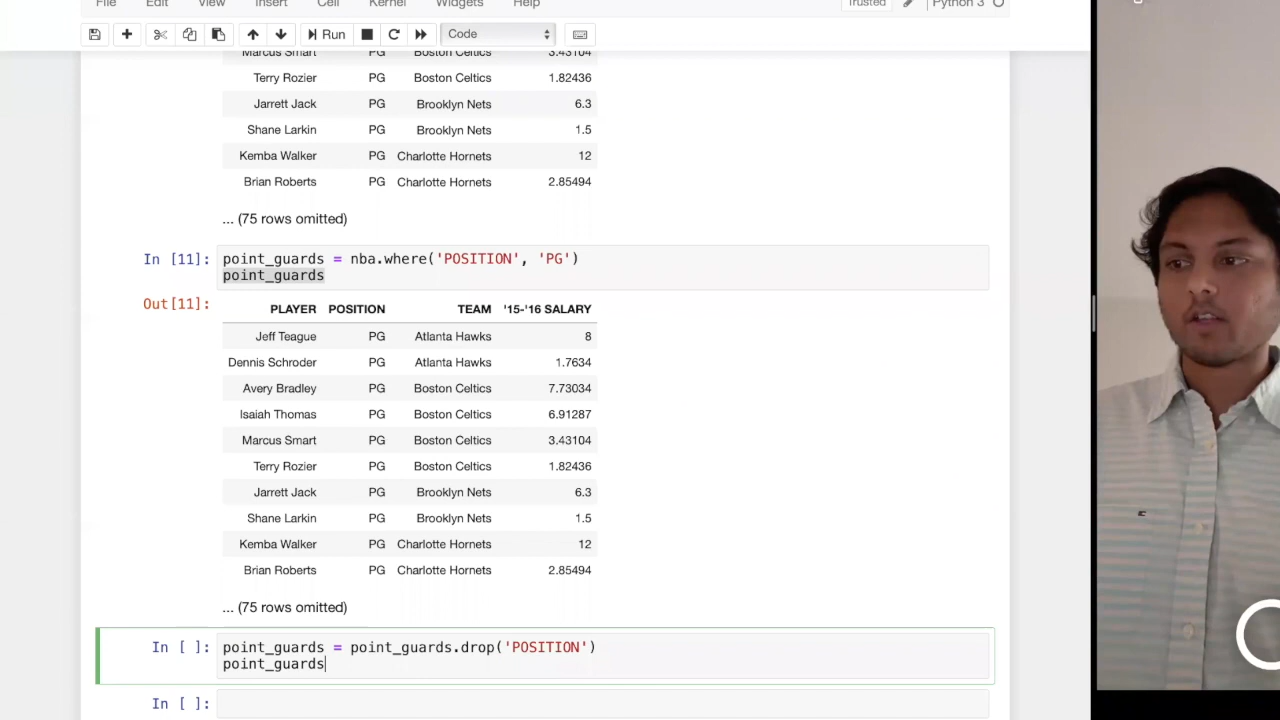 File Edit View Insert Cell Kernel Widgets Help Trusted Python 3
Run Code
Marcus Smart PG Boston Celtics 3.43104
Terry Rozier PG Boston Celtics 1.82436
Jarrett Jack PG Brooklyn Nets 6.3
Shane Larkin PG Brooklyn Nets 1.5
Kemba Walker PG Charlotte Hornets 12
Brian Roberts PG Charlotte Hornets 2.85494
... (75 rows omitted)
In [11]: point_guards = nba.where('POSITION', 'PG')
point_guards
Out[11]:
PLAYER POSITION TEAM '15-'16 SALARY
Jeff Teague PG Atlanta Hawks 8
Dennis Schroder PG Atlanta Hawks 1.7634
Avery Bradley PG Boston Celtics 7.73034
Isaiah Thomas PG Boston Celtics 6.91287
Marcus Smart PG Boston Celtics 3.43104
Terry Rozier PG Boston Celtics 1.82436
Jarrett Jack PG Brooklyn Nets 6.3
Shane Larkin PG Brooklyn Nets 1.5
Kemba Walker PG Charlotte Hornets 12
Brian Roberts PG Charlotte Hornets 2.85494
... (75 rows omitted)
In [ ]: point_guards = point_guards.drop('POSITION')
point_guards
In [ ]: